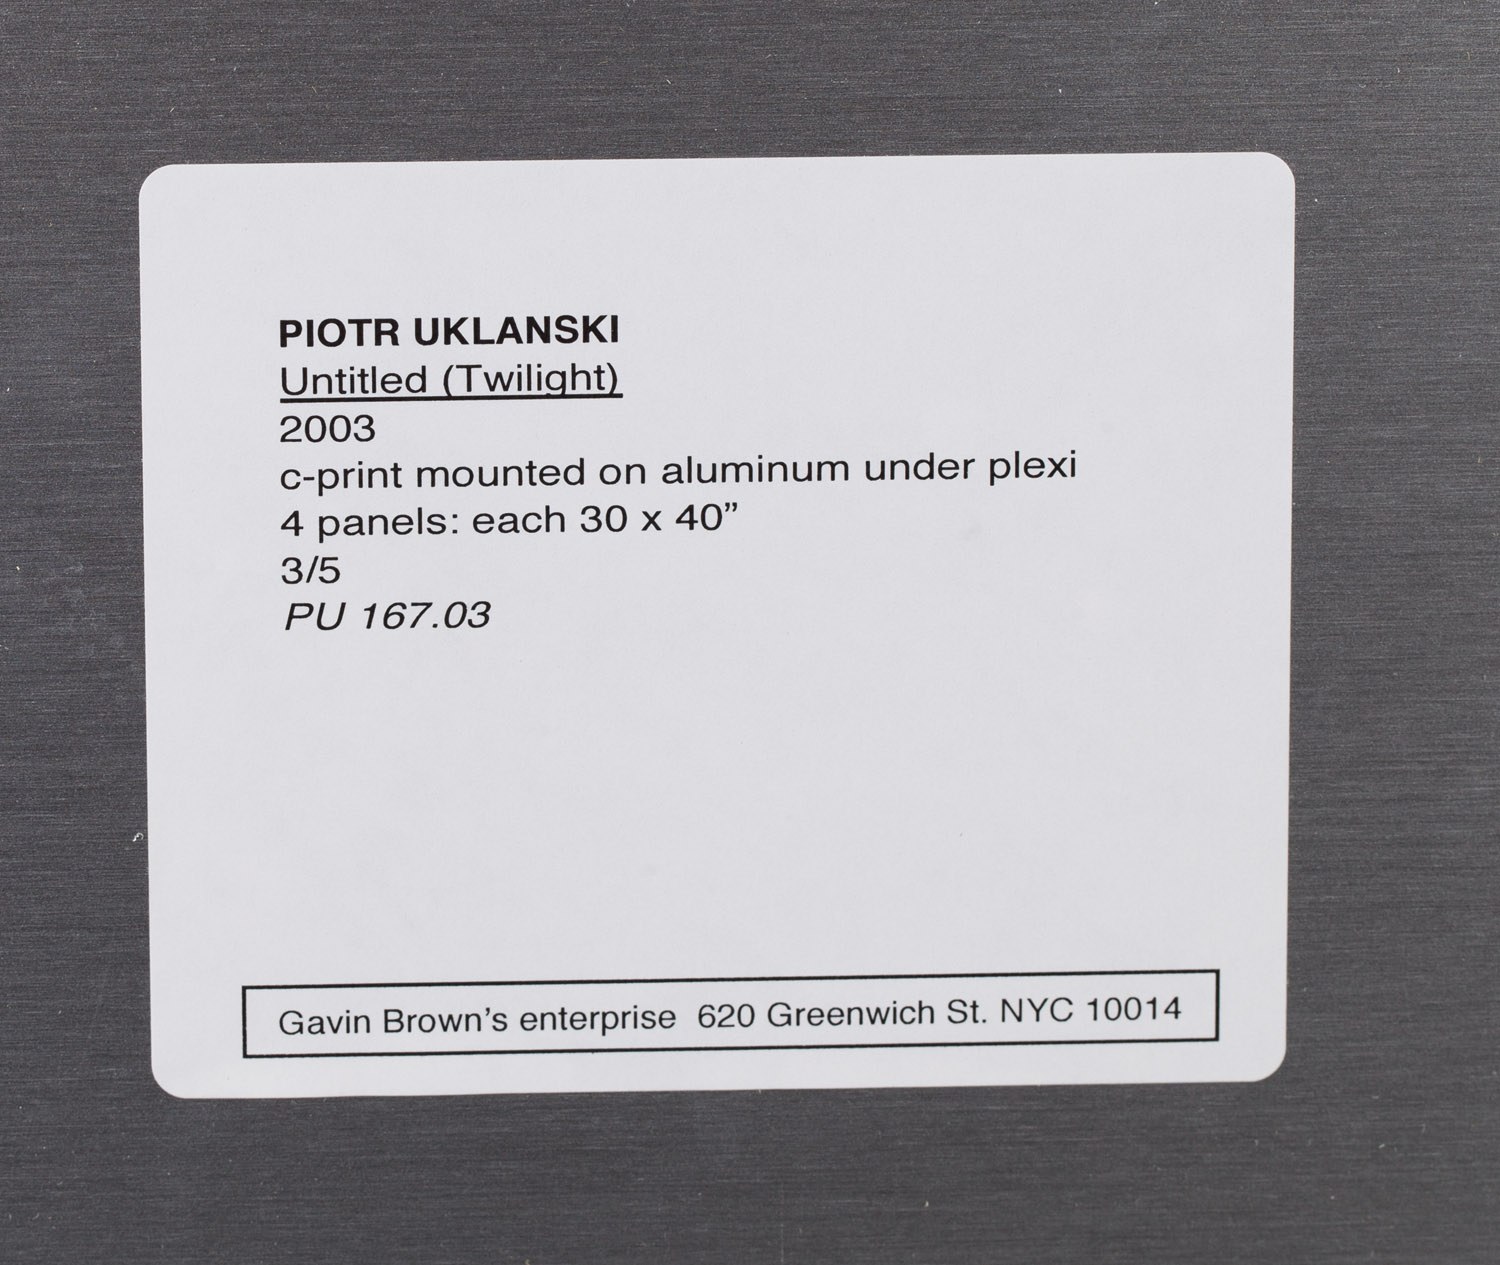 PIOTR UKLANSKI
Untitled (Twilight)
2003
c-print mounted on aluminum under plexi
4 panels: each 30 x 40”
3/5
PU 167.03
Gavin Brown’s enterprise 620 Greenwich St. NYC 10014